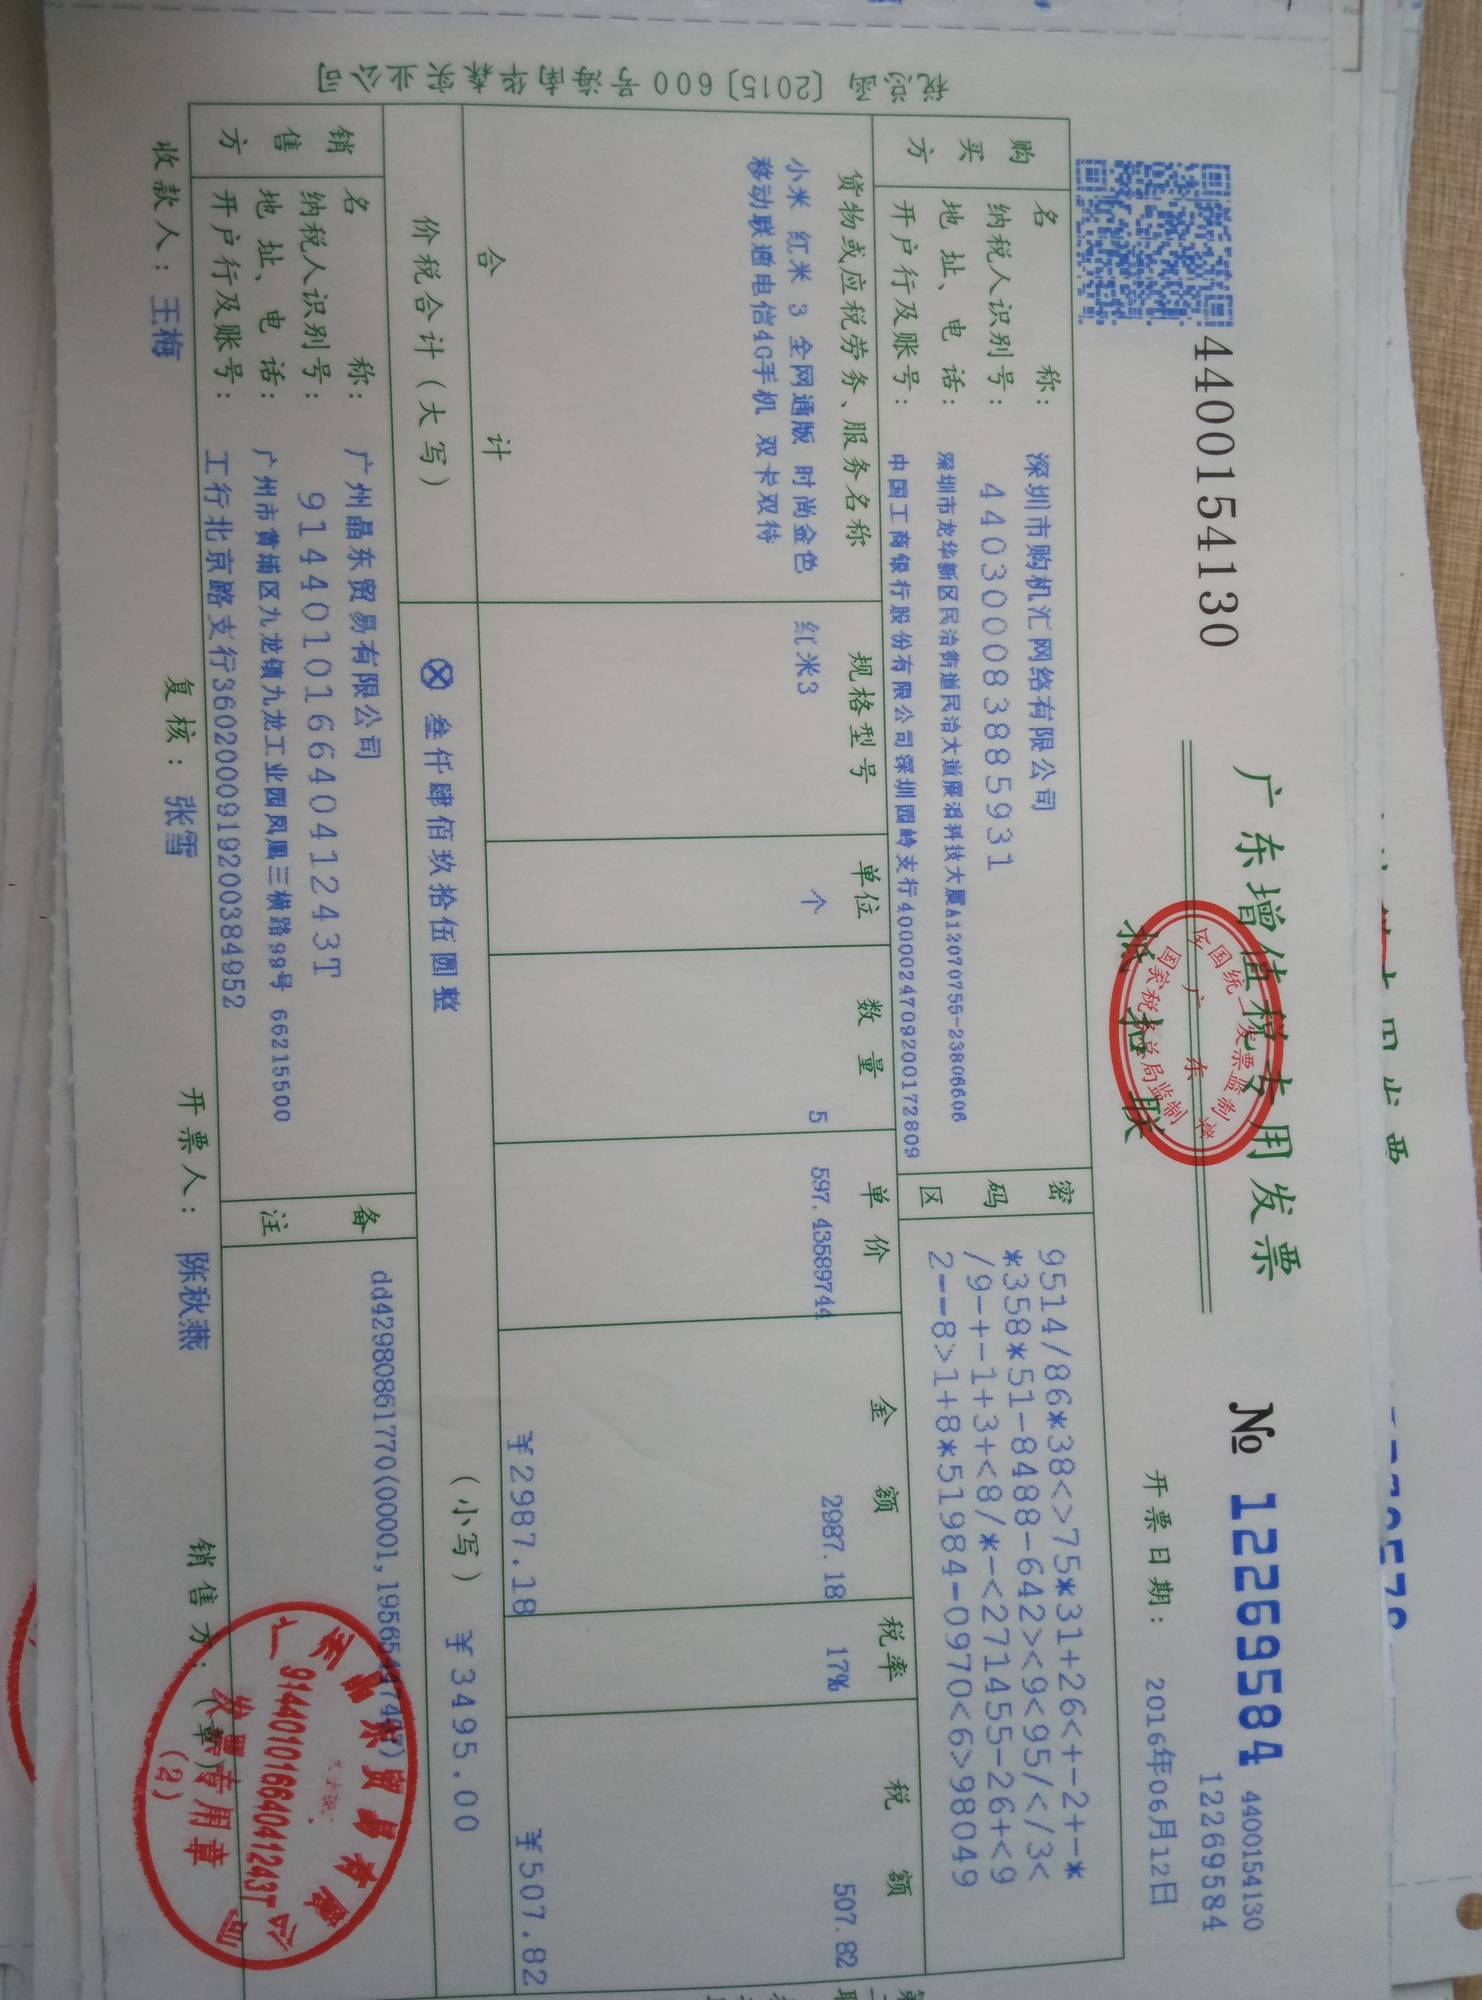 4400154130
广东增值税专用发票
№ 12269584
4400154130
12269584
抵扣联
全国统一发票监制章
广东
国家税务总局监制
开票日期: 2016年06月12日
税总函〔2015〕600号海南华森实业公司
购买方
名称: 深圳市购机汇网络有限公司
纳税人识别号: 440300083885931
地址、电话: 深圳市龙华新区民治街道民治大道展滔科技大厦A12070755-23806606
开户行及账号: 中国工商银行股份有限公司深圳园岭支行4000024709200172809
密码区
9514/86*38<>75*31+26<+-2+-*
*358*51-8488-642><9<95/</3<
/9-+-1+3+<8/*-<271455-26+<9
2--8>1+8*51984-0970<6>980049
货物或应税劳务、服务名称 规格型号 单位 数量 单价 金额 税率 税额
小米 红米 3 全网通版 时尚金色 红米3 个 5 597.43589744 2987.18 17% 507.82
移动联通电信4G手机 双卡双待
合计 ¥2987.18 ¥507.82
价税合计(大写) ⊗ 叁仟肆佰玖拾伍圆整 (小写) ¥3495.00
销售方
名称: 广州晶东贸易有限公司
纳税人识别号: 91440101664041243T
地址、电话: 广州市黄埔区九龙镇九龙工业园凤凰三横路99号 66215500
开户行及账号: 工行北京路支行3602000919200384952
备注
dd42980861770(00001,
收款人: 王梅 复核: 张雪 开票人: 陈秋燕 销售方:(章)
广州晶东贸易有限公司
91440101664041243T
发票专用章
(2)